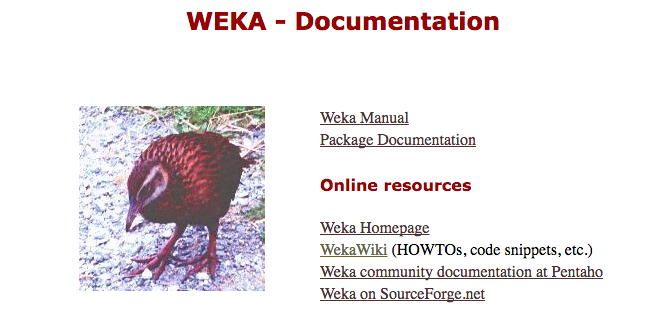 WEKA - Documentation
Weka Manual
Package Documentation
Online resources
Weka Homepage
WekaWiki (HOWTOs, code snippets, etc.)
Weka community documentation at Pentaho
Weka on SourceForge.net